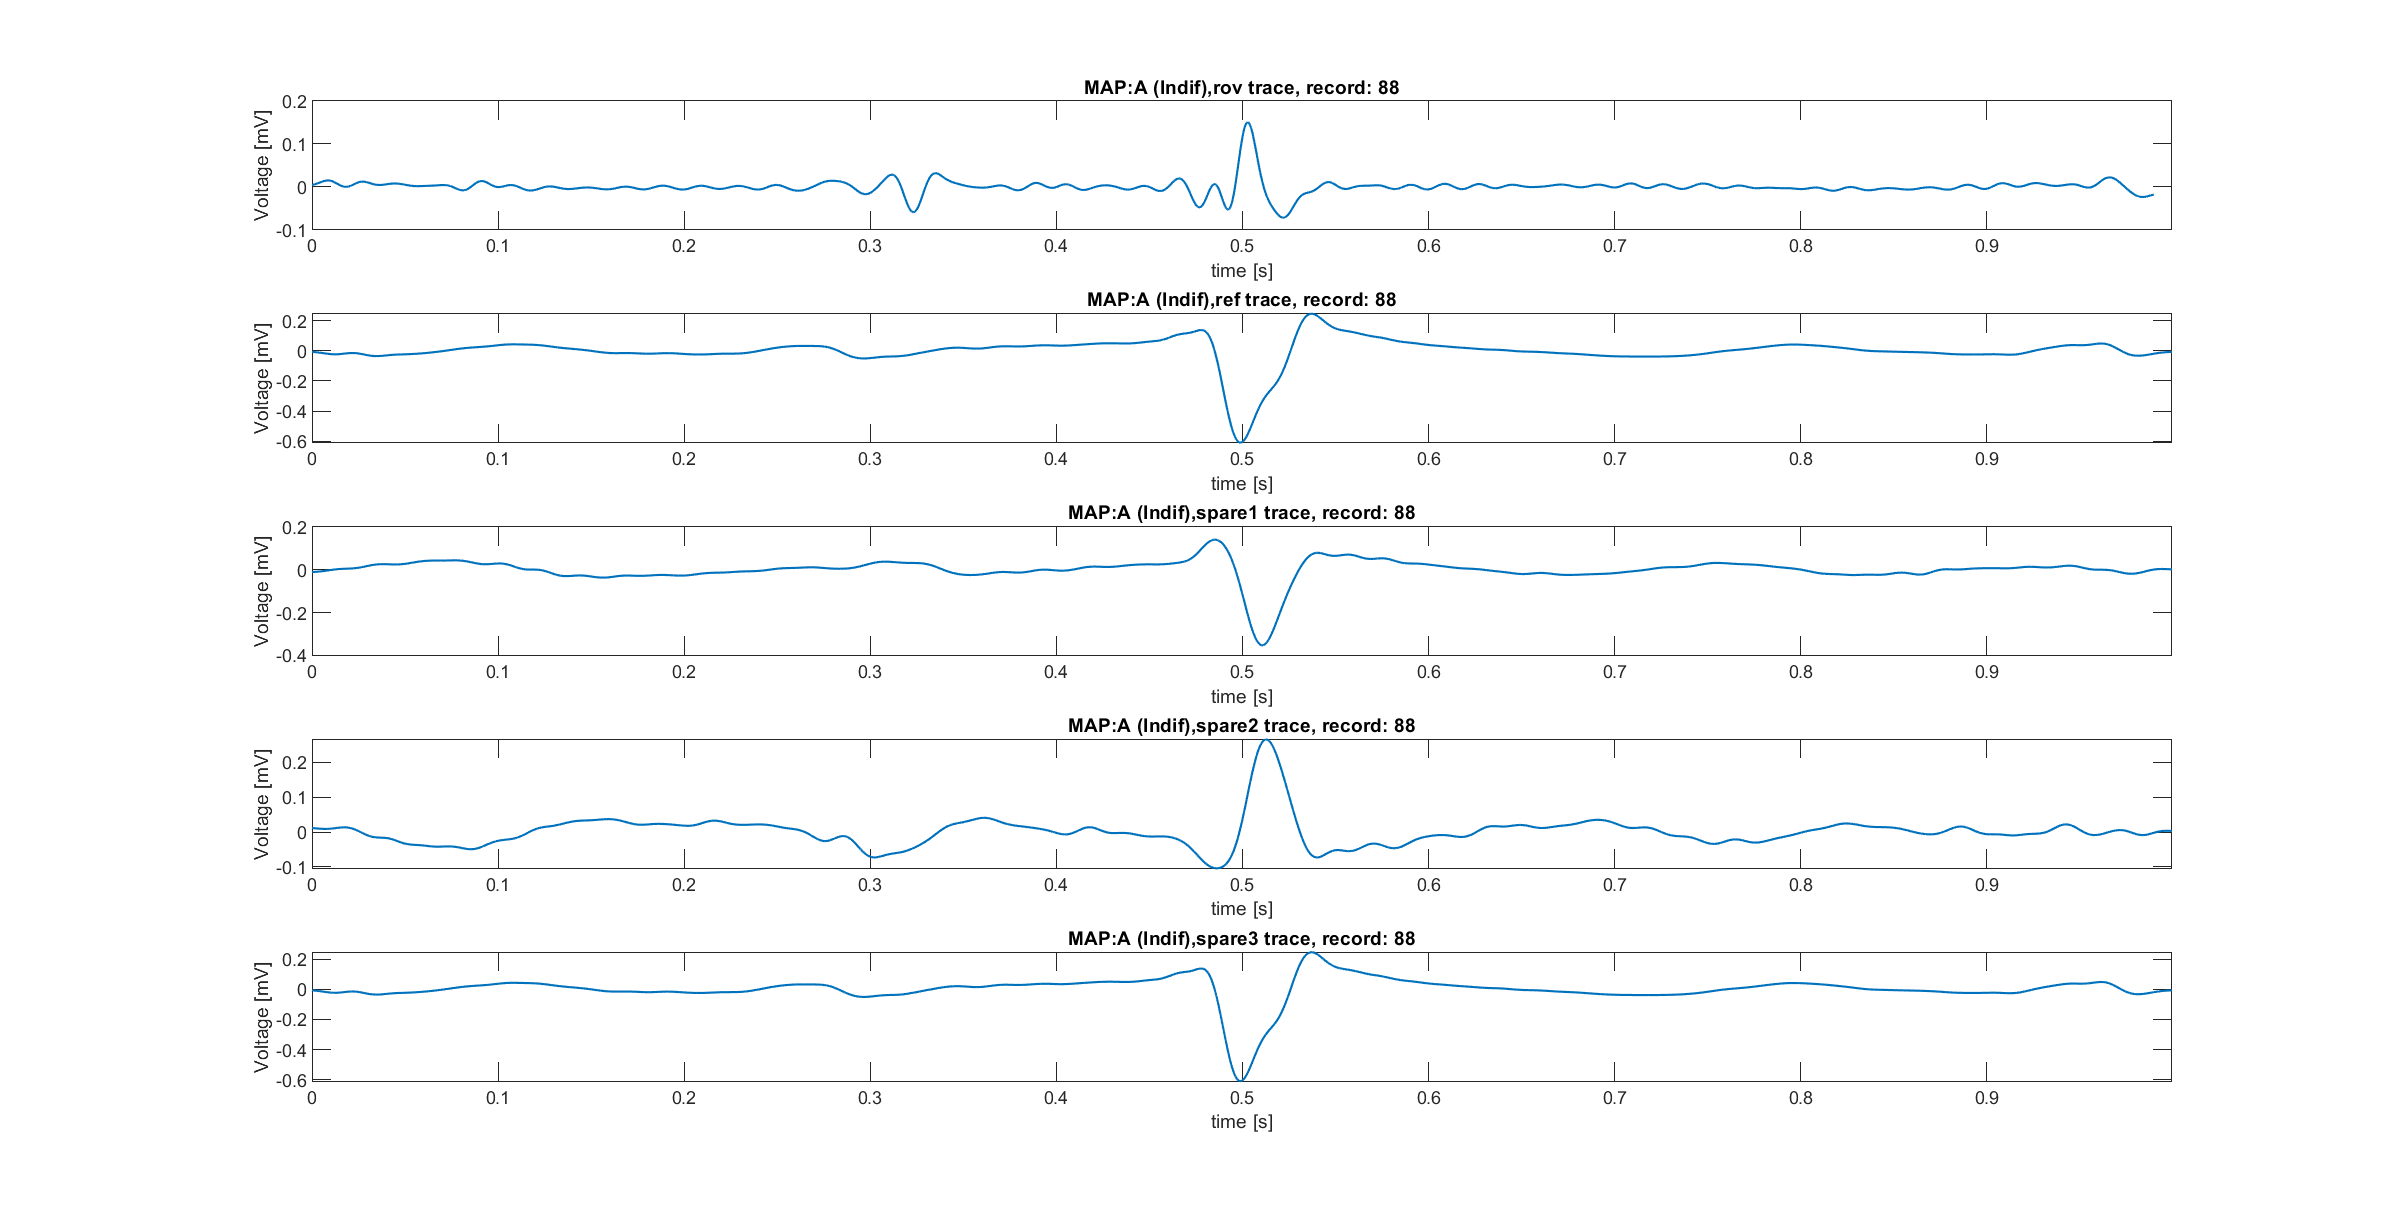 MAP:A (Indif),rov trace, record: 88
Voltage [mV]
0.2
0.1
0
-0.1
0 0.1 0.2 0.3 0.4 0.5 0.6 0.7 0.8 0.9
time [s]
MAP:A (Indif),ref trace, record: 88
Voltage [mV]
0.2
0
-0.2
-0.4
-0.6
0 0.1 0.2 0.3 0.4 0.5 0.6 0.7 0.8 0.9
time [s]
MAP:A (Indif),spare1 trace, record: 88
Voltage [mV]
0.2
0
-0.2
-0.4
0 0.1 0.2 0.3 0.4 0.5 0.6 0.7 0.8 0.9
time [s]
MAP:A (Indif),spare2 trace, record: 88
Voltage [mV]
0.2
0.1
0
-0.1
0 0.1 0.2 0.3 0.4 0.5 0.6 0.7 0.8 0.9
time [s]
MAP:A (Indif),spare3 trace, record: 88
Voltage [mV]
0.2
0
-0.2
-0.4
-0.6
0 0.1 0.2 0.3 0.4 0.5 0.6 0.7 0.8 0.9
time [s]